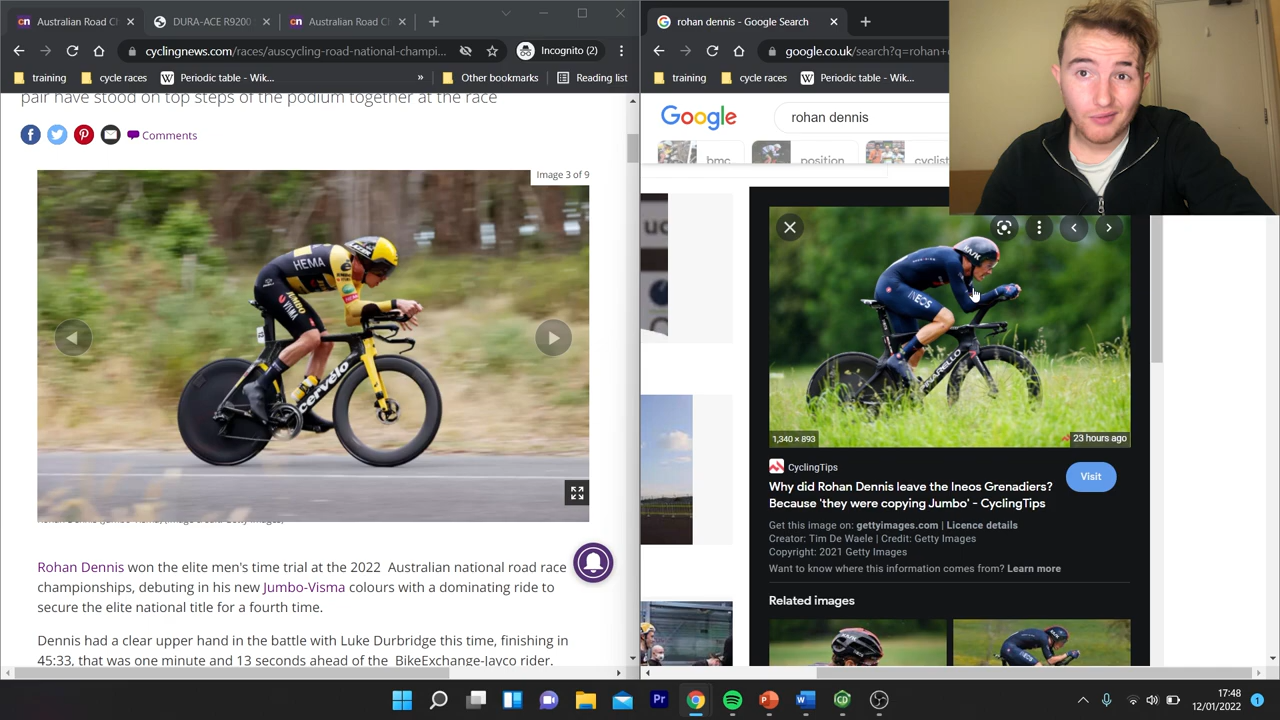 Australian Road C
DURA-ACE R9200
Australian Road C
cyclingnews.com/races/auscycling-road-national-champi...
Incognito (2)
training
cycle races
Periodic table - Wik...
»
Other bookmarks
Reading list
pair have stood on top steps of the podium together at the race
Comments
Image 3 of 9
HEMA
JUMBO
VISMA
cervélo
Rohan Dennis won the elite men's time trial at the 2022 Australian national road race
championships, debuting in his new Jumbo-Visma colours with a dominating ride to
secure the elite national title for a fourth time.
Dennis had a clear upper hand in the battle with Luke Durbridge this time, finishing in
45:33, that was one minute and 13 seconds ahead of the BikeExchange-Jayco rider.
rohan dennis - Google Search
google.co.uk/search?q=rohan+
training
cycle races
Periodic table - Wik...
Google
rohan dennis
bmc
position
cyclist
INEOS
PINARELLO
1,340 × 893
23 hours ago
CyclingTips
Why did Rohan Dennis leave the Ineos Grenadiers?
Because 'they were copying Jumbo' - CyclingTips
Visit
Get this image on: gettyimages.com | Licence details
Creator: Tim De Waele | Credit: Getty Images
Copyright: 2021 Getty Images
Want to know where this information comes from? Learn more
Related images
Pr
17:48
12/01/2022
1